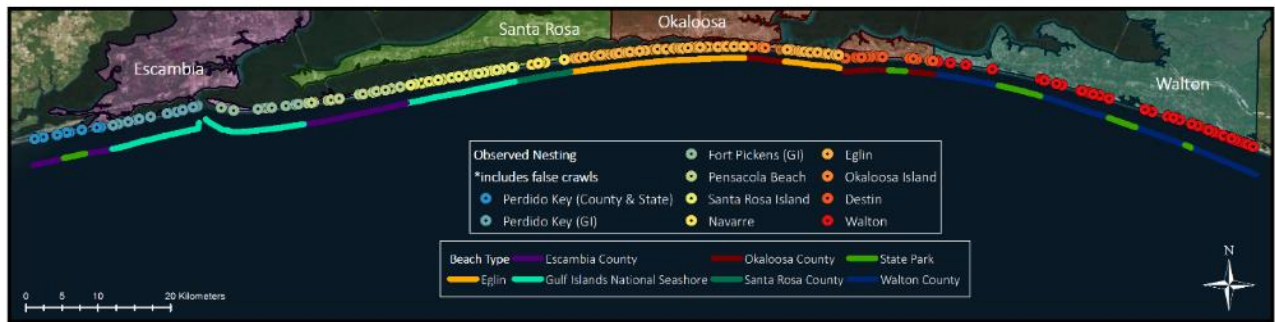 Escambia
Santa Rosa
Okaloosa
Walton
Observed Nesting
*includes false crawls
Perdido Key (County & State)
Perdido Key (GI)
Fort Pickens (GI)
Pensacola Beach
Santa Rosa Island
Navarre
Eglin
Okaloosa Island
Destin
Walton
Beach Type
Escambia County
Okaloosa County
State Park
Eglin
Gulf Islands National Seashore
Santa Rosa County
Walton County
0 5 10 20 Kilometers
N